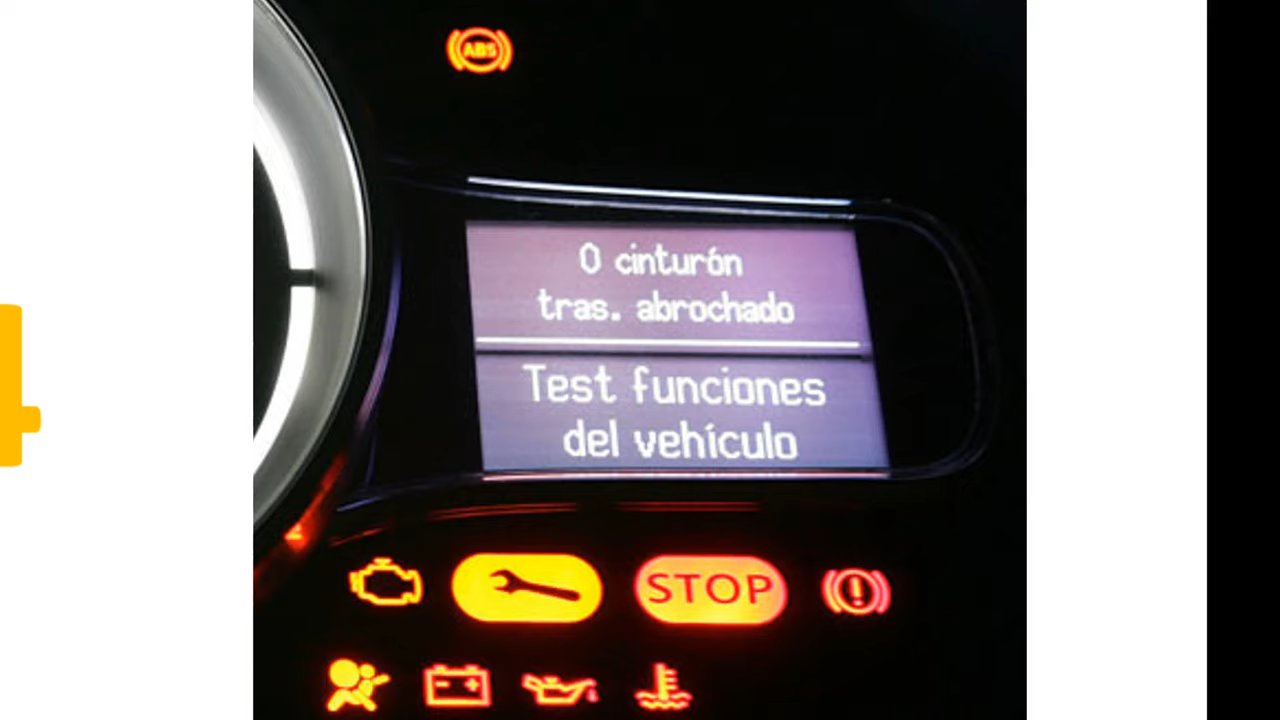 ABS
0 cinturón
tras. abrochado
Test funciones
del vehículo
STOP